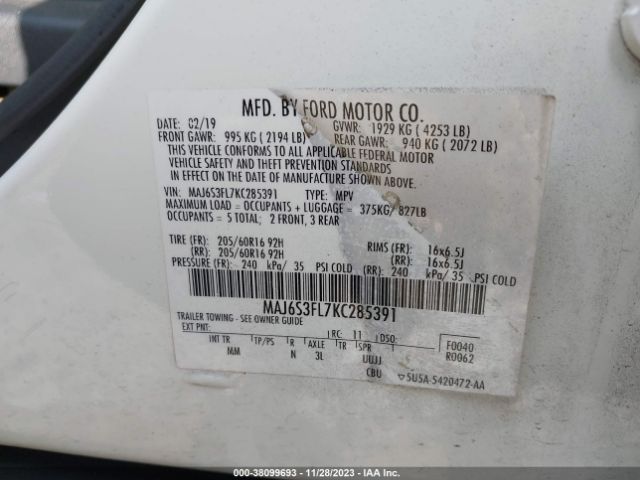 MFD. BY FORD MOTOR CO.
DATE: 02/19
GVWR: 1929 KG ( 4253 LB)
FRONT GAWR: 995 KG ( 2194 LB)
REAR GAWR: 940 KG ( 2072 LB)
THIS VEHICLE CONFORMS TO ALL APPLICABLE FEDERAL MOTOR
VEHICLE SAFETY AND THEFT PREVENTION STANDARDS
IN EFFECT ON THE DATE OF MANUFACTURE SHOWN ABOVE.
VIN: MAJ6S3FL7KC285391 TYPE: MPV
MAXIMUM LOAD = OCCUPANTS + LUGGAGE = 375KG/ 827LB
OCCUPANTS = 5 TOTAL; 2 FRONT, 3 REAR
TIRE (FR): 205/60R16 92H RIMS (FR): 16x6.5J
(RR): 205/60R16 92H (RR): 16x6.5J
PRESSURE (FR): 240 kPa/ 35 PSI COLD (RR): 240 kPa/ 35 PSI COLD
MAJ6S3FL7KC285391
TRAILER TOWING - SEE OWNER GUIDE
EXT PNT: RC: 11 DSO: F0040
INT TR TP/PS R AXLE TR SPR R0062
MM N 3L UUJJ
CBU 5U5A-5420472-AA
000-38099693 - 11/28/2023 - IAA Inc.